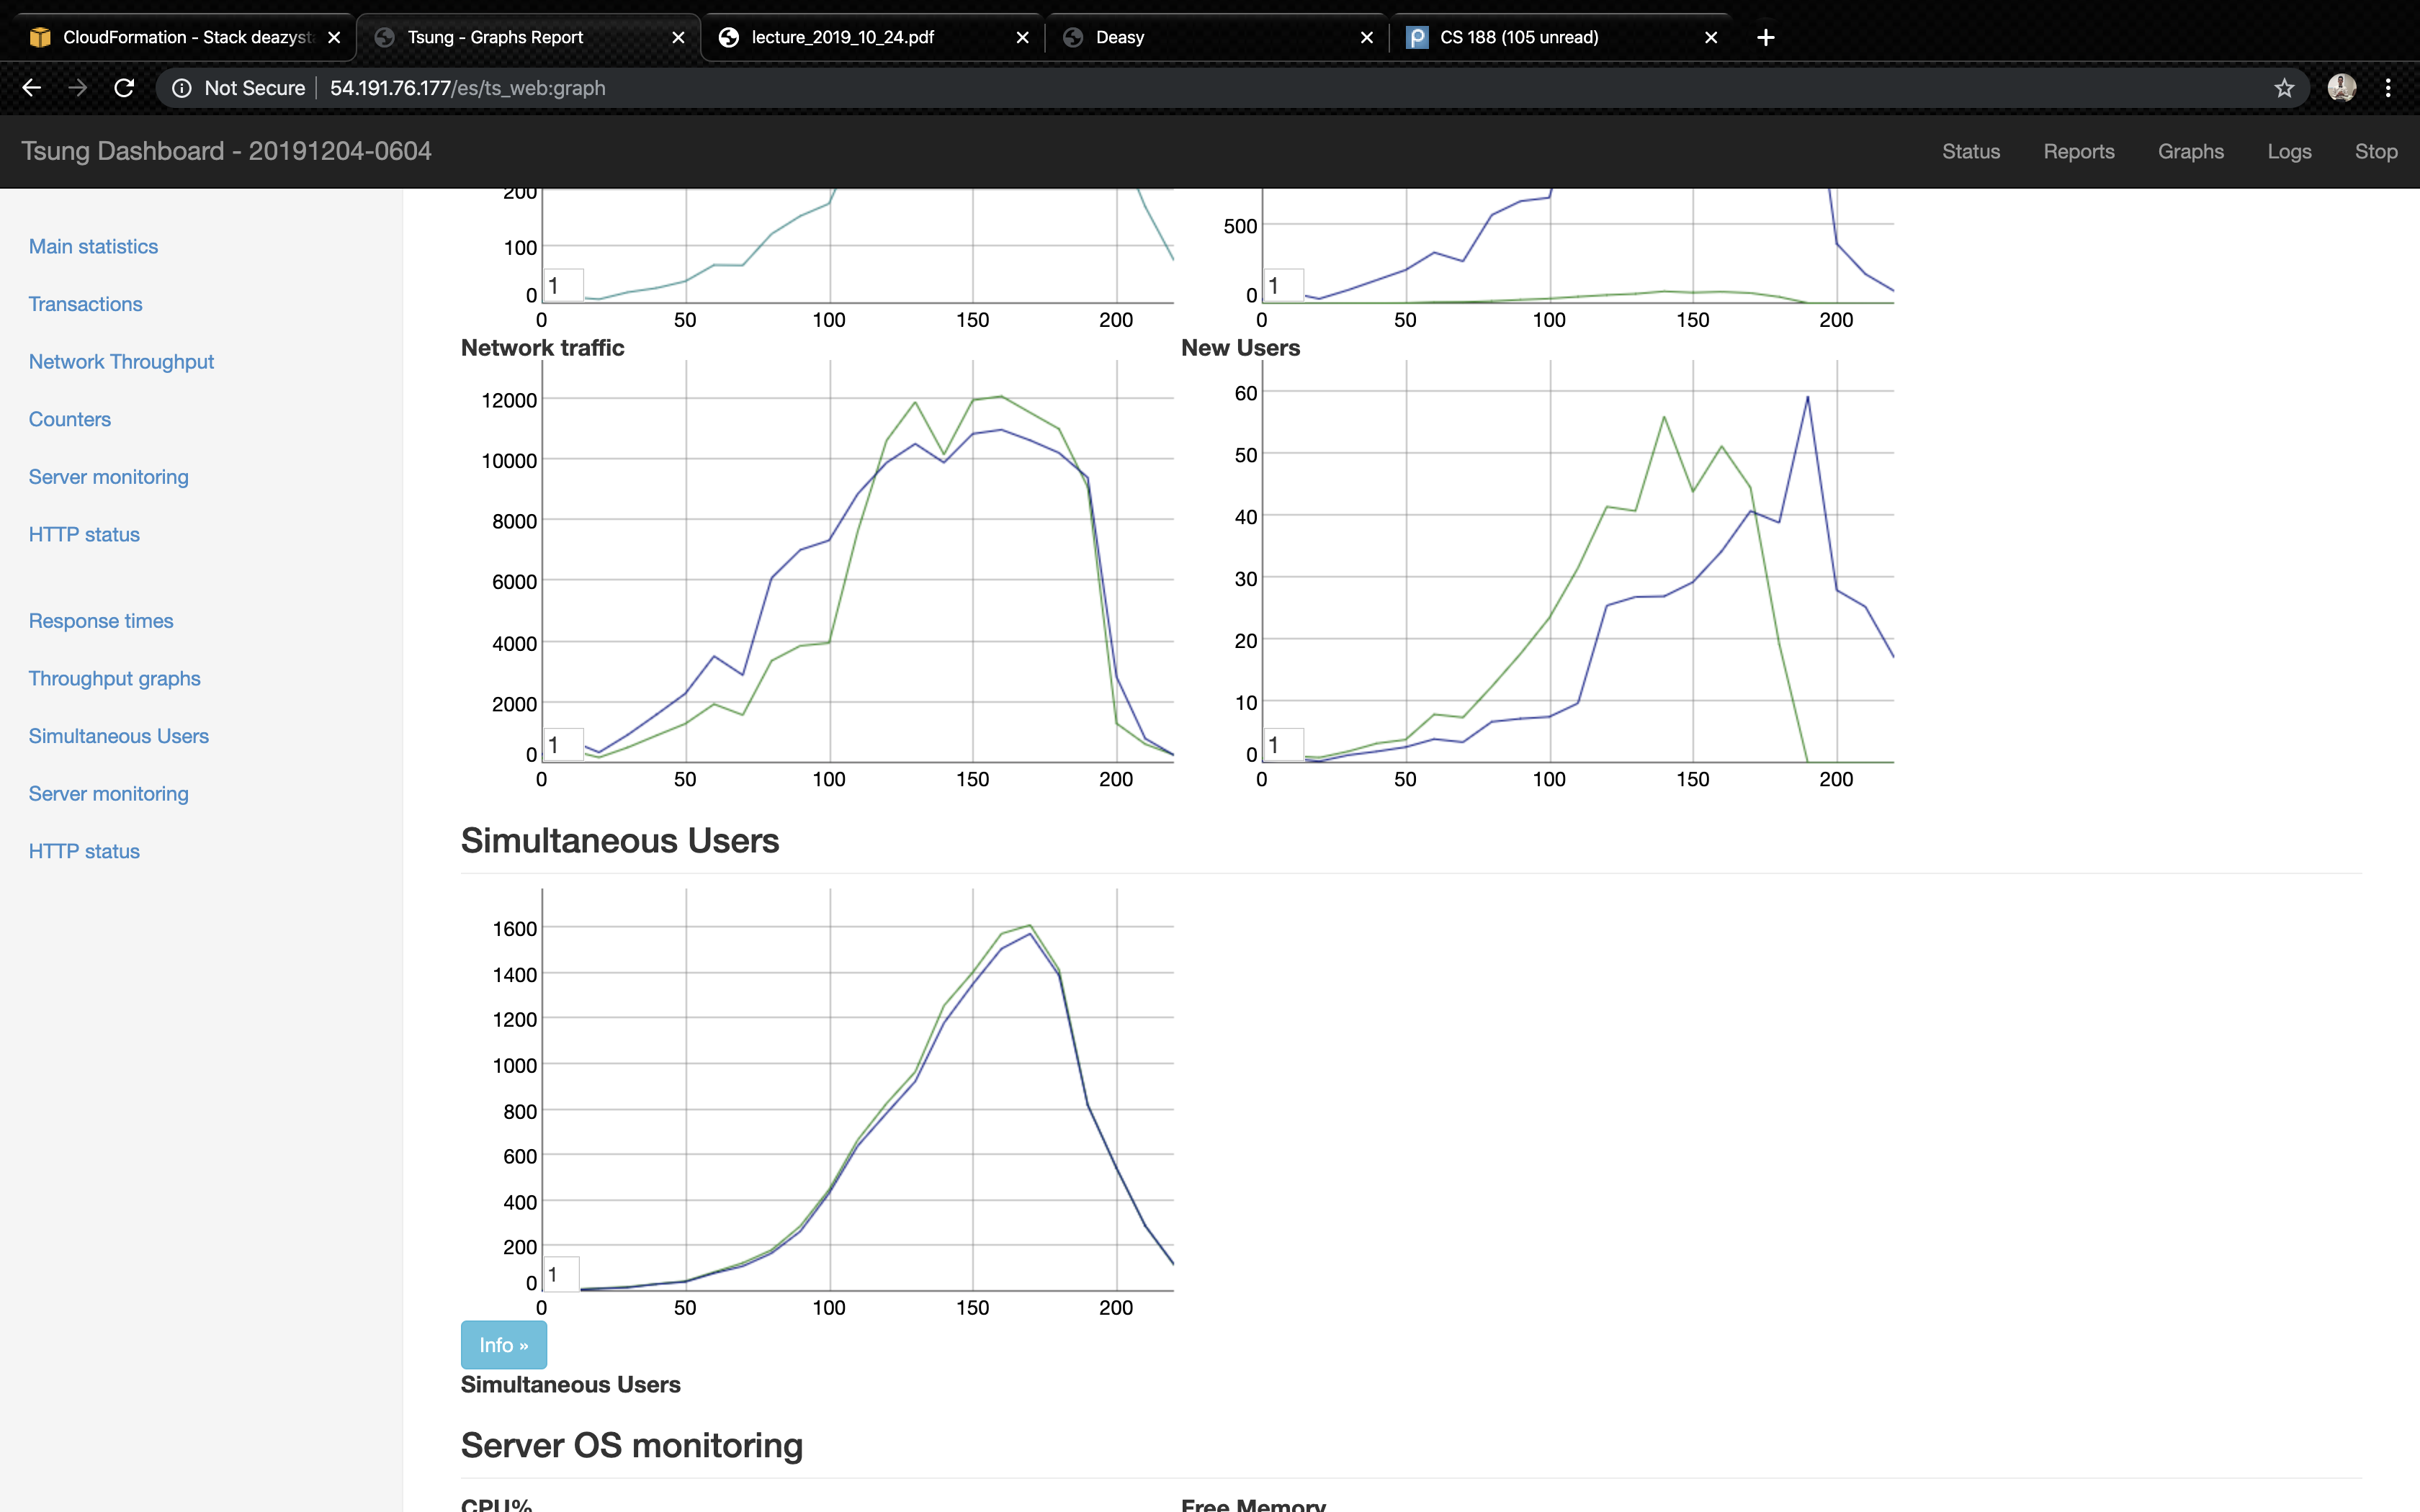 CloudFormation - Stack deazyst
Tsung - Graphs Report
lecture_2019_10_24.pdf
Deasy
CS 188 (105 unread)
Not Secure
54.191.76.177/es/ts_web:graph
Tsung Dashboard - 20191204-0604
Status
Reports
Graphs
Logs
Stop
Main statistics
Transactions
Network Throughput
Counters
Server monitoring
HTTP status
Response times
Throughput graphs
Simultaneous Users
Server monitoring
HTTP status
200
100
0
1
0 50 100 150 200
500
0
1
0 50 100 150 200
Network traffic
12000
10000
8000
6000
4000
2000
0
1
0 50 100 150 200
New Users
60
50
40
30
20
10
0
1
0 50 100 150 200
Simultaneous Users
1600
1400
1200
1000
800
600
400
200
0
1
0 50 100 150 200
Info »
Simultaneous Users
Server OS monitoring
CPU%
Free Memory